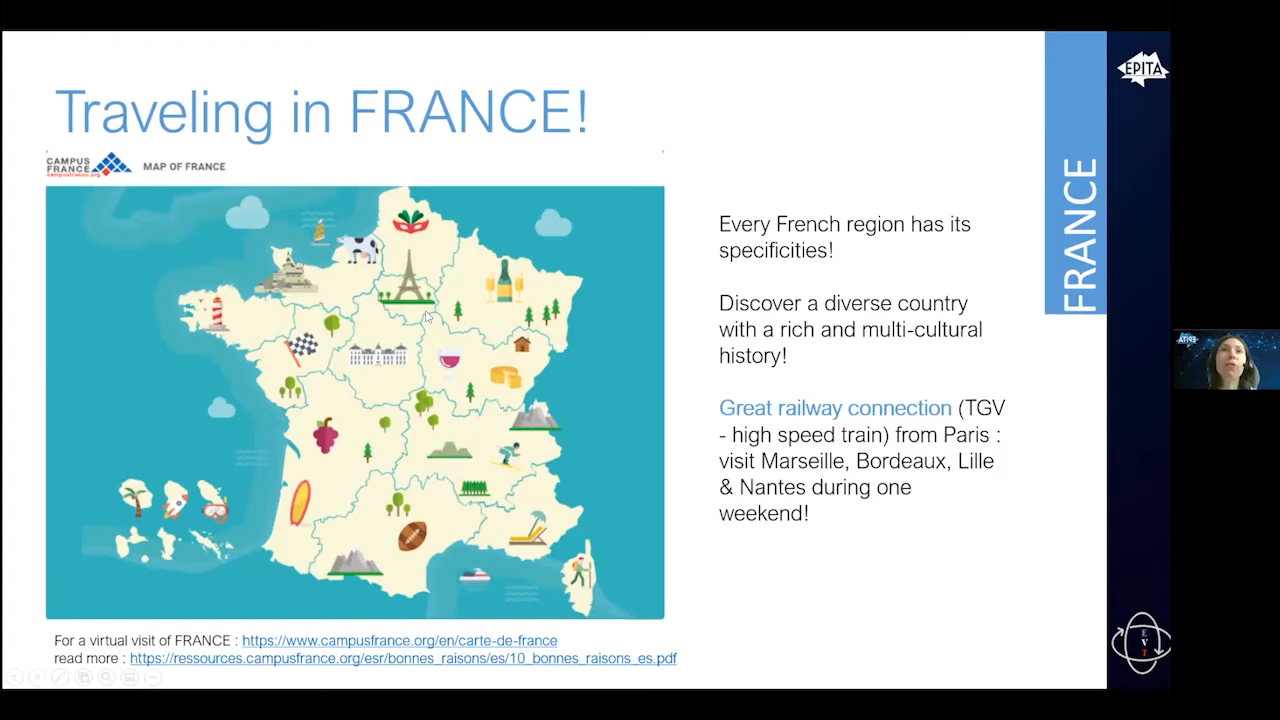 Traveling in FRANCE!
CAMPUS
FRANCE
campusfrance.org
MAP OF FRANCE
Every French region has its
specificities!
Discover a diverse country
with a rich and multi-cultural
history!
Great railway connection (TGV
- high speed train) from Paris :
visit Marseille, Bordeaux, Lille
& Nantes during one
weekend!
For a virtual visit of FRANCE : https://www.campusfrance.org/en/carte-de-france
read more : https://ressources.campusfrance.org/esr/bonnes_raisons/es/10_bonnes_raisons_es.pdf
FRANCE
EPITA
E
V
T
EPITA